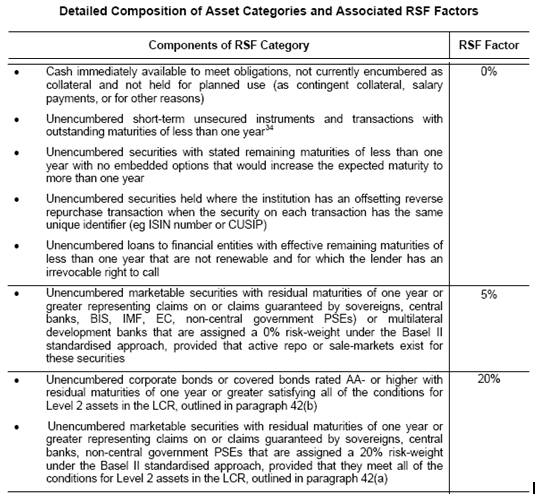 Detailed Composition of Asset Categories and Associated RSF Factors
Components of RSF Category RSF Factor
• Cash immediately available to meet obligations, not currently encumbered as 0%
collateral and not held for planned use (as contingent collateral, salary
payments, or for other reasons)
• Unencumbered short-term unsecured instruments and transactions with
outstanding maturities of less than one year34
• Unencumbered securities with stated remaining maturities of less than one
year with no embedded options that would increase the expected maturity to
more than one year
• Unencumbered securities held where the institution has an offsetting reverse
repurchase transaction when the security on each transaction has the same
unique identifier (eg ISIN number or CUSIP)
• Unencumbered loans to financial entities with effective remaining maturities of
less than one year that are not renewable and for which the lender has an
irrevocable right to call
• Unencumbered marketable securities with residual maturities of one year or 5%
greater representing claims on or claims guaranteed by sovereigns, central
banks, BIS, IMF, EC, non-central government PSEs) or multilateral
development banks that are assigned a 0% risk-weight under the Basel II
standardised approach, provided that active repo or sale-markets exist for
these securities
• Unencumbered corporate bonds or covered bonds rated AA- or higher with 20%
residual maturities of one year or greater satisfying all of the conditions for
Level 2 assets in the LCR, outlined in paragraph 42(b)
• Unencumbered marketable securities with residual maturities of one year or
greater representing claims on or claims guaranteed by sovereigns, central
banks, non-central government PSEs that are assigned a 20% risk-weight
under the Basel II standardised approach, provided that they meet all of the
conditions for Level 2 assets in the LCR, outlined in paragraph 42(a)